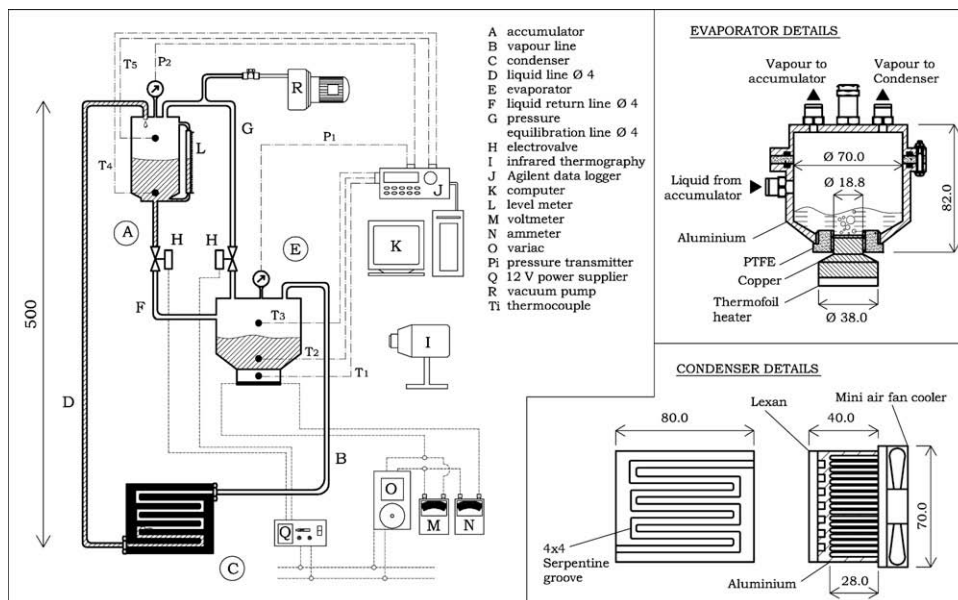 A accumulator
B vapour line
C condenser
D liquid line Ø 4
E evaporator
F liquid return line Ø 4
G pressure
equilibration line Ø 4
H electrovalve
I infrared thermography
J Agilent data logger
K computer
L level meter
M voltmeter
N ammeter
O variac
Pi pressure transmitter
Q 12 V power supplier
R vacuum pump
Ti thermocouple
T5
P2
R
G
L
T4
P1
J
A
H
H
E
K
500
F
T3
T2
T1
I
D
B
O
M
N
Q
C
EVAPORATOR DETAILS
Vapour to
accumulator
Vapour to
Condenser
Ø 70.0
Ø 18.8
82.0
Liquid from
accumulator
Aluminium
PTFE
Copper
Thermofoil
heater
Ø 38.0
CONDENSER DETAILS
Lexan
Mini air fan cooler
80.0
40.0
70.0
4x4
Serpentine
groove
Aluminium
28.0